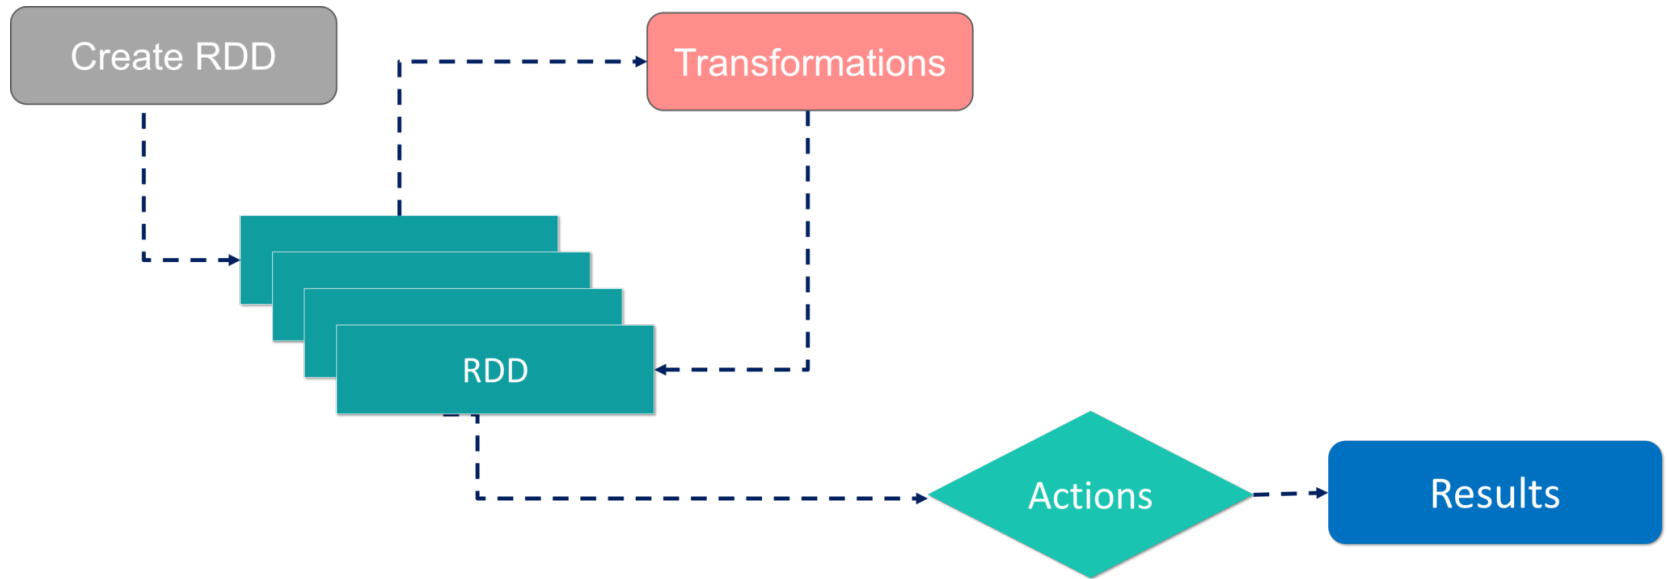 Create RDD
Transformations
RDD
Actions
Results